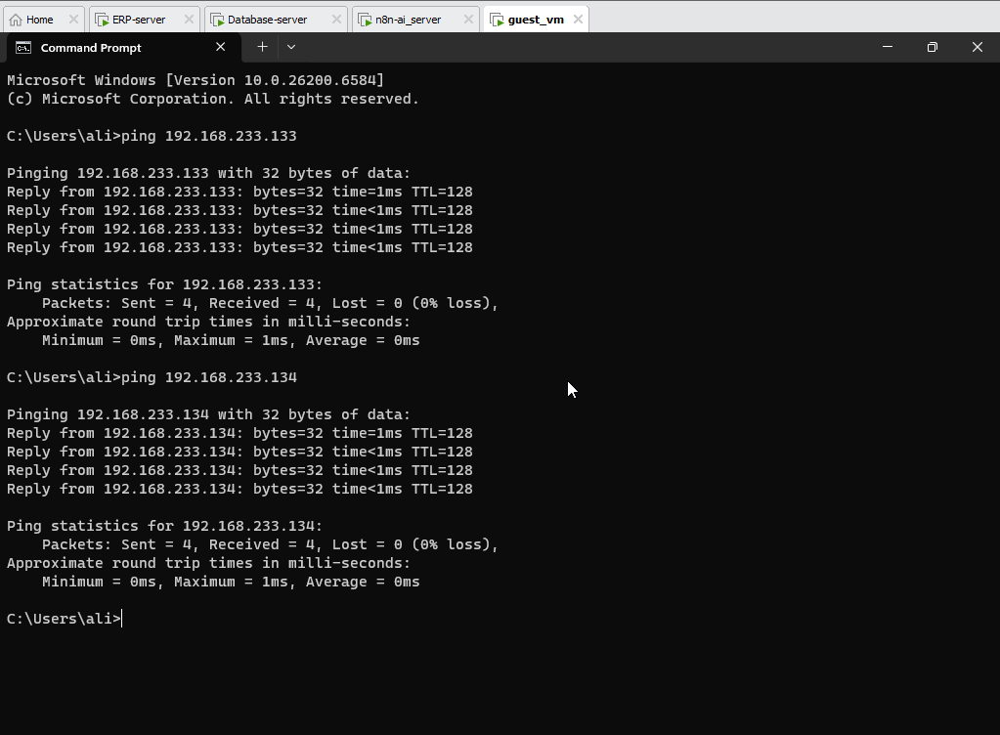 Home
ERP-server
Database-server
n8n-ai_server
guest_vm
Command Prompt
Microsoft Windows [Version 10.0.26200.6584]
(c) Microsoft Corporation. All rights reserved.
C:\Users\ali>ping 192.168.233.133
Pinging 192.168.233.133 with 32 bytes of data:
Reply from 192.168.233.133: bytes=32 time=1ms TTL=128
Reply from 192.168.233.133: bytes=32 time<1ms TTL=128
Reply from 192.168.233.133: bytes=32 time<1ms TTL=128
Reply from 192.168.233.133: bytes=32 time<1ms TTL=128
Ping statistics for 192.168.233.133:
    Packets: Sent = 4, Received = 4, Lost = 0 (0% loss),
Approximate round trip times in milli-seconds:
    Minimum = 0ms, Maximum = 1ms, Average = 0ms
C:\Users\ali>ping 192.168.233.134
Pinging 192.168.233.134 with 32 bytes of data:
Reply from 192.168.233.134: bytes=32 time=1ms TTL=128
Reply from 192.168.233.134: bytes=32 time<1ms TTL=128
Reply from 192.168.233.134: bytes=32 time<1ms TTL=128
Reply from 192.168.233.134: bytes=32 time<1ms TTL=128
Ping statistics for 192.168.233.134:
    Packets: Sent = 4, Received = 4, Lost = 0 (0% loss),
Approximate round trip times in milli-seconds:
    Minimum = 0ms, Maximum = 1ms, Average = 0ms
C:\Users\ali>